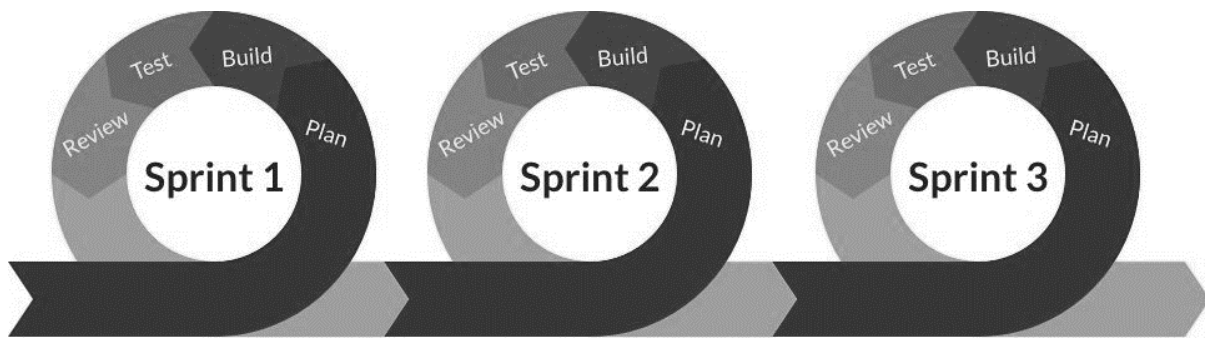 Test
Build
Review
Plan
Sprint 1
Test
Build
Review
Plan
Sprint 2
Test
Build
Review
Plan
Sprint 3